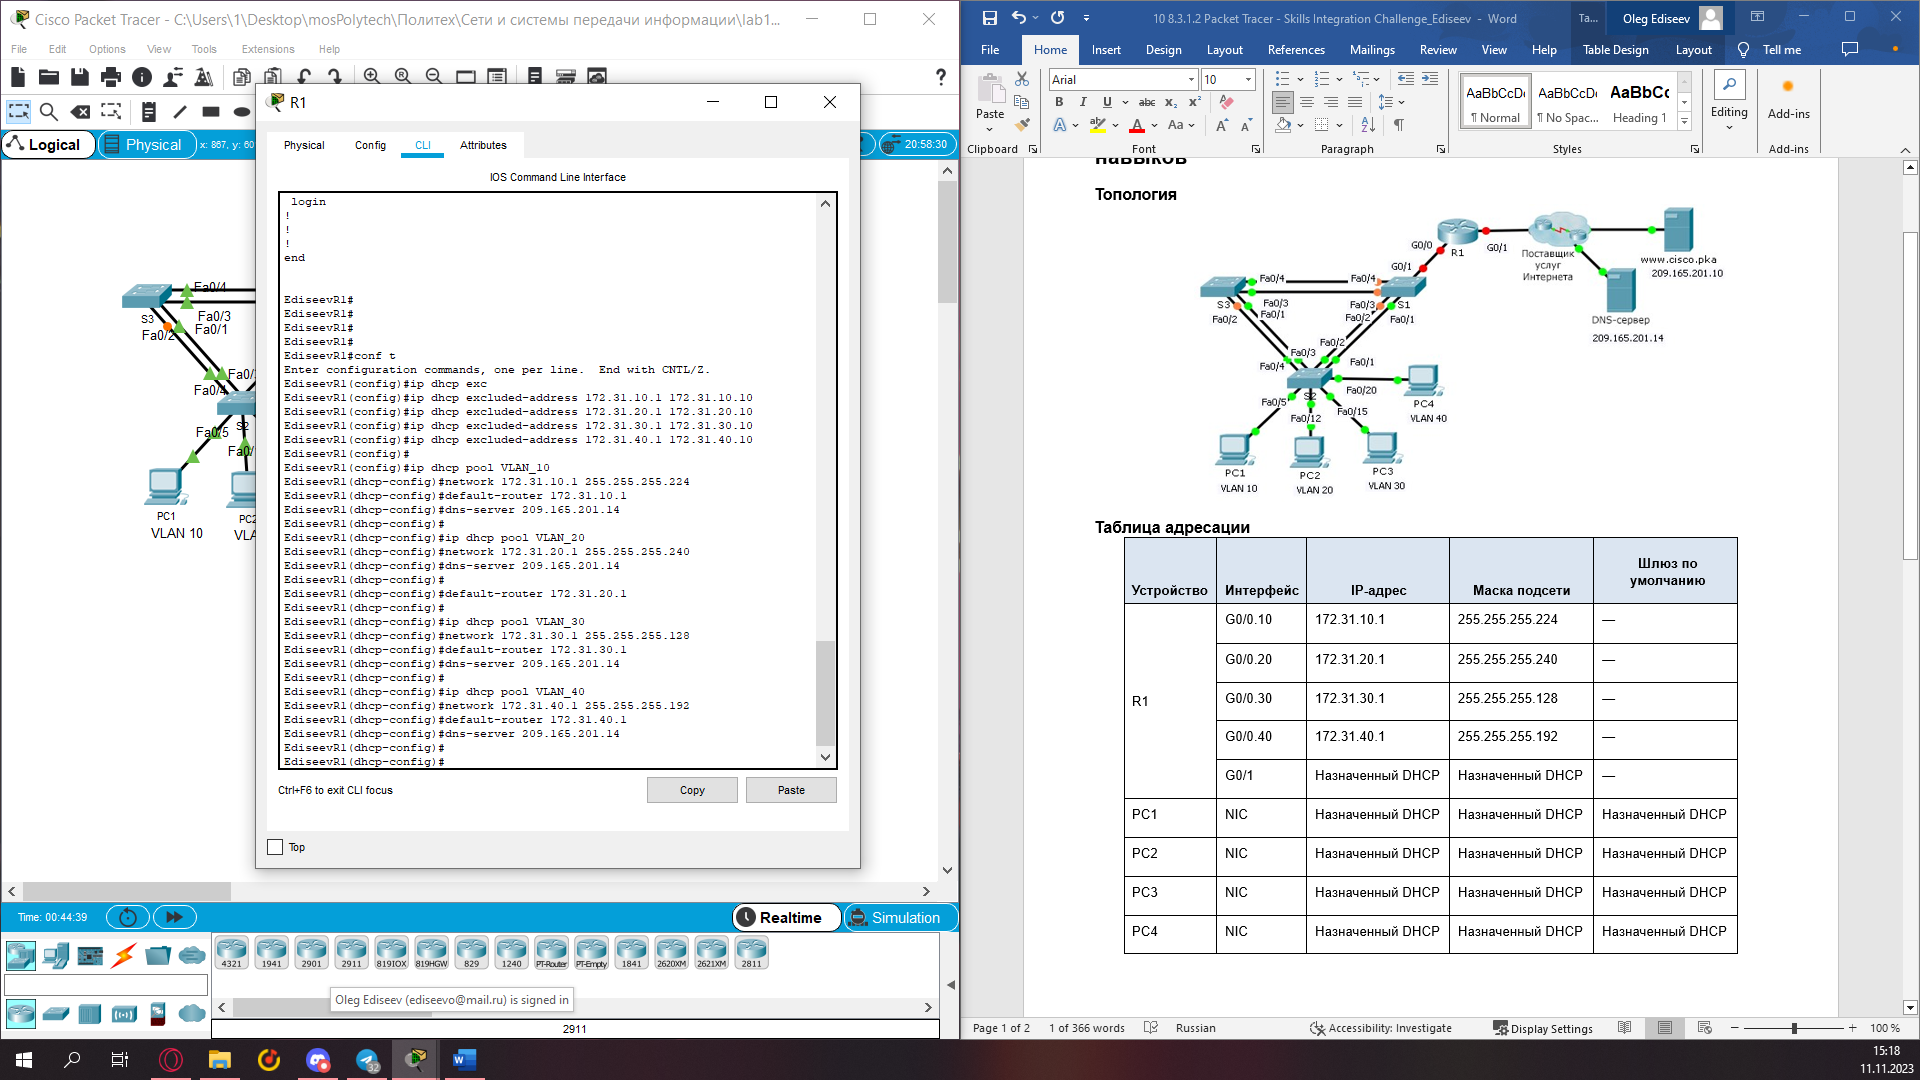 Cisco Packet Tracer - C:\Users\1\Desktop\mosPolytech\Политех\Сети и системы передачи информации\lab1...
File Edit Options View Tools Extensions Help
Logical
Physical
x: 867, y: 60
20:58:30
Fa0/4
S3
Fa0/3
Fa0/2
Fa0/1
Fa0/4
Fa0/
S2
Fa0/5
Fa0/
PC1
VLAN 10
R1
Physical Config CLI Attributes
IOS Command Line Interface
login
!
!
!
end
EdiseevR1#
EdiseevR1#
EdiseevR1#
EdiseevR1#
EdiseevR1#conf t
Enter configuration commands, one per line. End with CNTL/Z.
EdiseevR1(config)#ip dhcp exc
EdiseevR1(config)#ip dhcp excluded-address 172.31.10.1 172.31.10.10
EdiseevR1(config)#ip dhcp excluded-address 172.31.20.1 172.31.20.10
EdiseevR1(config)#ip dhcp excluded-address 172.31.30.1 172.31.30.10
EdiseevR1(config)#ip dhcp excluded-address 172.31.40.1 172.31.40.10
EdiseevR1(config)#
EdiseevR1(config)#ip dhcp pool VLAN_10
EdiseevR1(dhcp-config)#network 172.31.10.1 255.255.255.224
EdiseevR1(dhcp-config)#default-router 172.31.10.1
EdiseevR1(dhcp-config)#dns-server 209.165.201.14
EdiseevR1(dhcp-config)#
EdiseevR1(dhcp-config)#ip dhcp pool VLAN_20
EdiseevR1(dhcp-config)#network 172.31.20.1 255.255.255.240
EdiseevR1(dhcp-config)#dns-server 209.165.201.14
EdiseevR1(dhcp-config)#
EdiseevR1(dhcp-config)#default-router 172.31.20.1
EdiseevR1(dhcp-config)#
EdiseevR1(dhcp-config)#ip dhcp pool VLAN_30
EdiseevR1(dhcp-config)#network 172.31.30.1 255.255.255.128
EdiseevR1(dhcp-config)#default-router 172.31.30.1
EdiseevR1(dhcp-config)#dns-server 209.165.201.14
EdiseevR1(dhcp-config)#
EdiseevR1(dhcp-config)#ip dhcp pool VLAN_40
EdiseevR1(dhcp-config)#network 172.31.40.1 255.255.255.192
EdiseevR1(dhcp-config)#default-router 172.31.40.1
EdiseevR1(dhcp-config)#dns-server 209.165.201.14
EdiseevR1(dhcp-config)#
EdiseevR1(dhcp-config)#
Ctrl+F6 to exit CLI focus
Copy
Paste
Top
Time: 00:44:39
Realtime
Simulation
4321 1941 2901 2911 819IOX 819HGW 829 1240 PT-Router PT-Empty 1841 2620XM 2621XM 2811
Oleg Ediseev (ediseevo@mail.ru) is signed in
2911
10 8.3.1.2 Packet Tracer - Skills Integration Challenge_Ediseev - Word
Ta...
Oleg Ediseev
File Home Insert Design Layout References Mailings Review View Help Table Design Layout Tell me
Paste
Clipboard
Arial
10
Font
Paragraph
AaBbCcDı AaBbCcDı AaBbCc
¶ Normal ¶ No Spac... Heading 1
Styles
Editing
Add-ins
Add-ins
навыков
Топология
G0/0
R1
G0/1
Поставщик
услуг
Интернета
www.cisco.pka
209.165.201.10
DNS-сервер
209.165.201.14
G0/1
Fa0/4
Fa0/4
S3
Fa0/3
Fa0/3
S1
Fa0/2
Fa0/1
Fa0/2
Fa0/1
Fa0/2
Fa0/3
Fa0/1
Fa0/4
Fa0/20
S2
PC4
VLAN 40
Fa0/5
Fa0/12
Fa0/15
PC1
VLAN 10
PC2
VLAN 20
PC3
VLAN 30
Таблица адресации
Устройство Интерфейс IP-адрес Маска подсети Шлюз по умолчанию
R1
G0/0.10 172.31.10.1 255.255.255.224 —
G0/0.20 172.31.20.1 255.255.255.240 —
G0/0.30 172.31.30.1 255.255.255.128 —
G0/0.40 172.31.40.1 255.255.255.192 —
G0/1 Назначенный DHCP Назначенный DHCP —
PC1 NIC Назначенный DHCP Назначенный DHCP Назначенный DHCP
PC2 NIC Назначенный DHCP Назначенный DHCP Назначенный DHCP
PC3 NIC Назначенный DHCP Назначенный DHCP Назначенный DHCP
PC4 NIC Назначенный DHCP Назначенный DHCP Назначенный DHCP
Page 1 of 2 1 of 366 words Russian Accessibility: Investigate Display Settings 100 %
32
15:18
11.11.2023